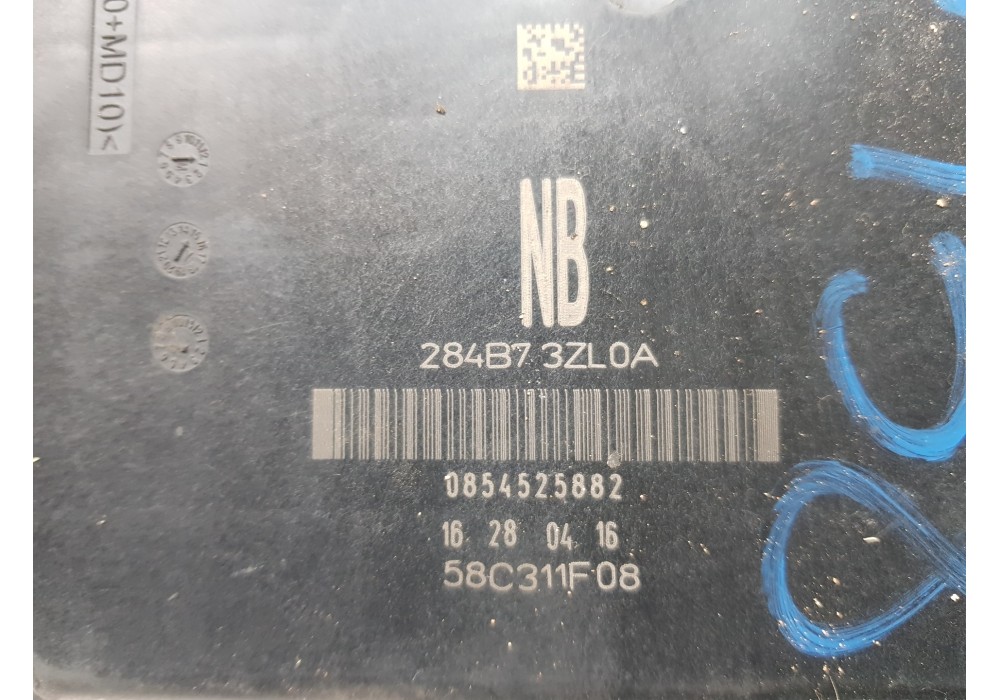 0+MD10)<
NB
284B7 3ZL0A
0854525882
16 28 04 16
58C311F08